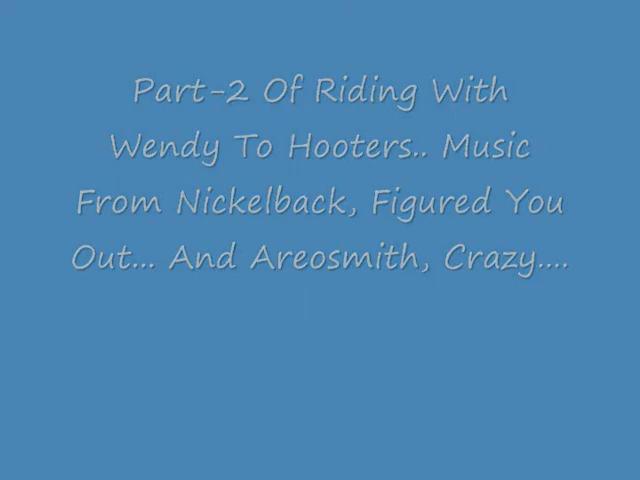 Part-2 Of Riding With
Wendy To Hooters.. Music
From Nickelback, Figured You
Out... And Areosmith, Crazy....